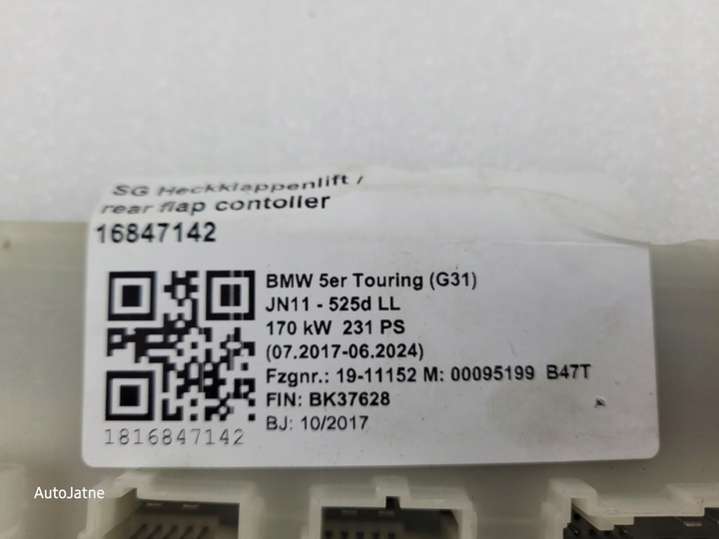 SG Heckklappenlift /
rear flap contoller
16847142
BMW 5er Touring (G31)
JN11 - 525d LL
170 kW 231 PS
(07.2017-06.2024)
Fzgnr.: 19-11152 M: 00095199 B47T
FIN: BK37628
BJ: 10/2017
1816847142
AutoJatne